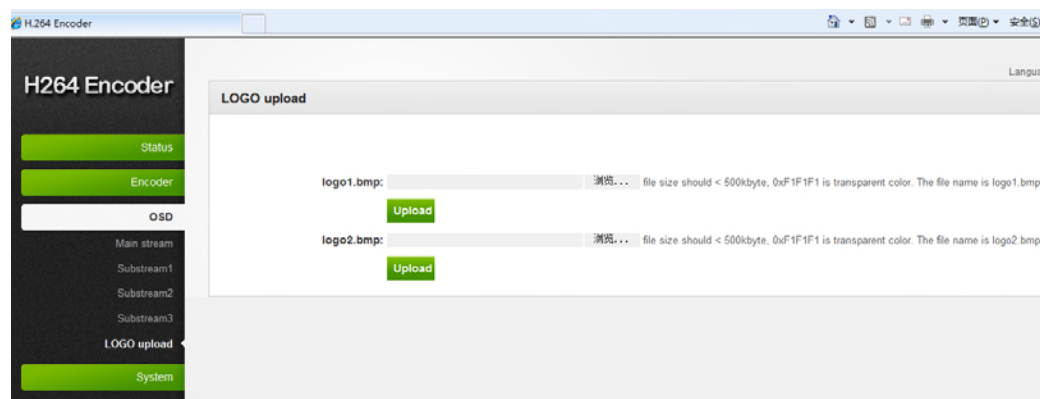 H.264 Encoder
页面(P) 安全(S)
Langua
H264 Encoder
LOGO upload
Status
Encoder
logo1.bmp: 浏览... file size should < 500kbyte, 0xF1F1F1 is transparent color. The file name is logo1.bmp
Upload
OSD
logo2.bmp: 浏览... file size should < 500kbyte, 0xF1F1F1 is transparent color. The file name is logo2.bmp
Upload
Main stream
Substream1
Substream2
Substream3
LOGO upload
System